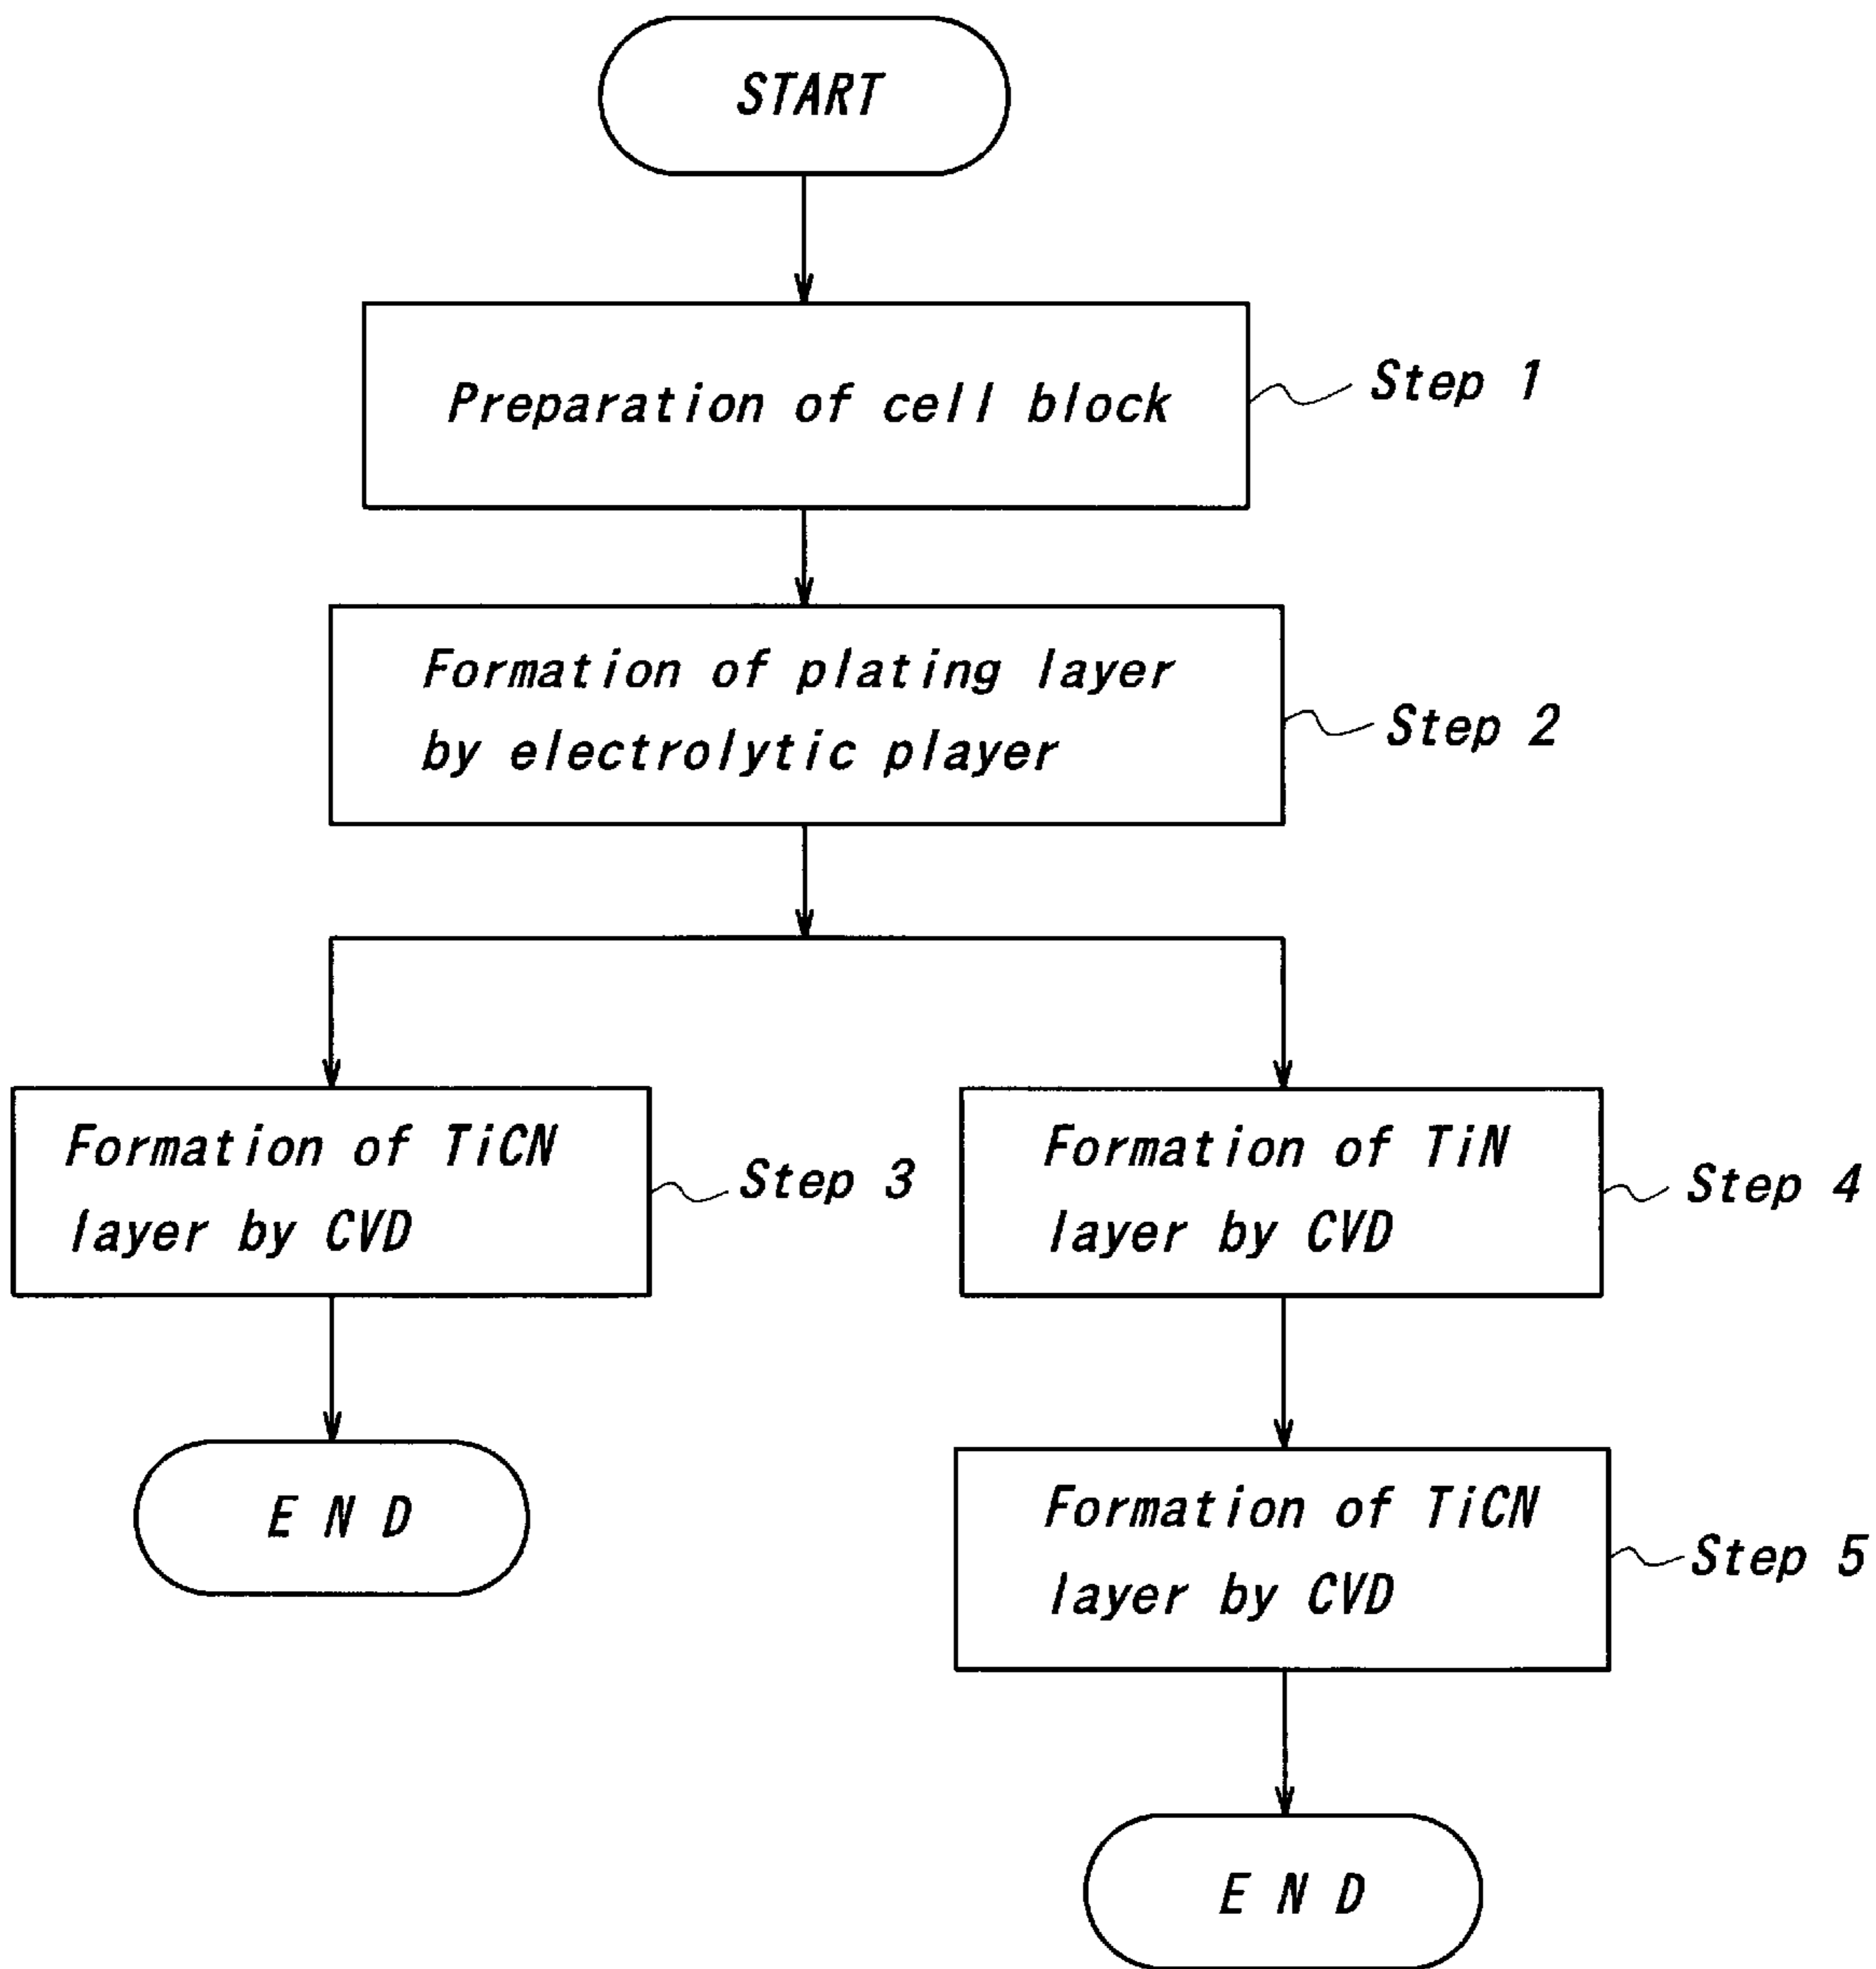 START
Preparation of cell block
Step 1
Formation of plating layer
by electrolytic player
Step 2
Formation of TiCN
layer by CVD
Step 3
Formation of TiN
layer by CVD
Step 4
E N D
Formation of TiCN
layer by CVD
Step 5
E N D